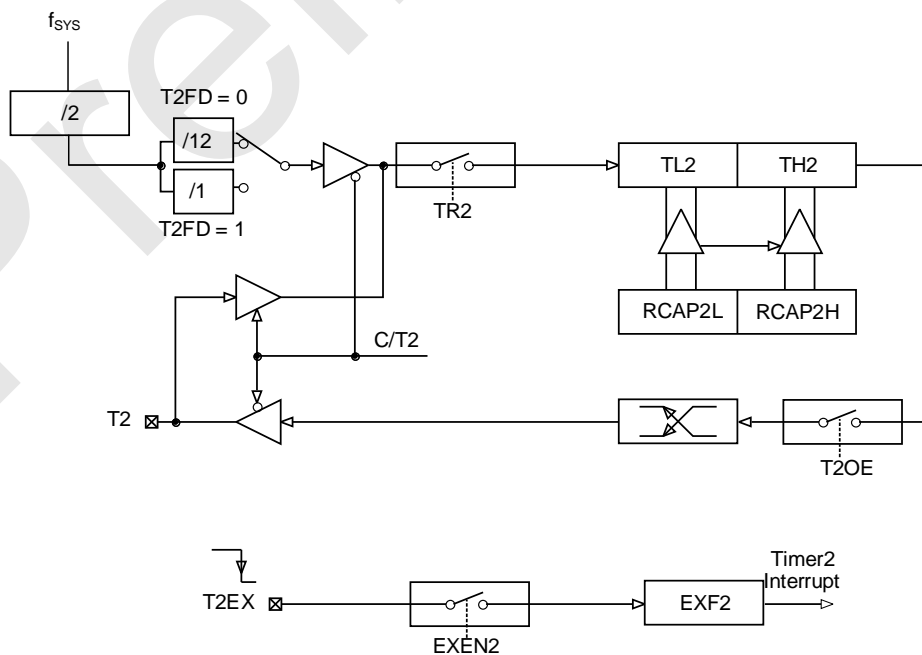 fSYS
/2
T2FD = 0
/12
/1
T2FD = 1
TR2
TL2
TH2
RCAP2L
RCAP2H
C/T2
T2
T2OE
T2EX
EXEN2
EXF2
Timer2
Interrupt